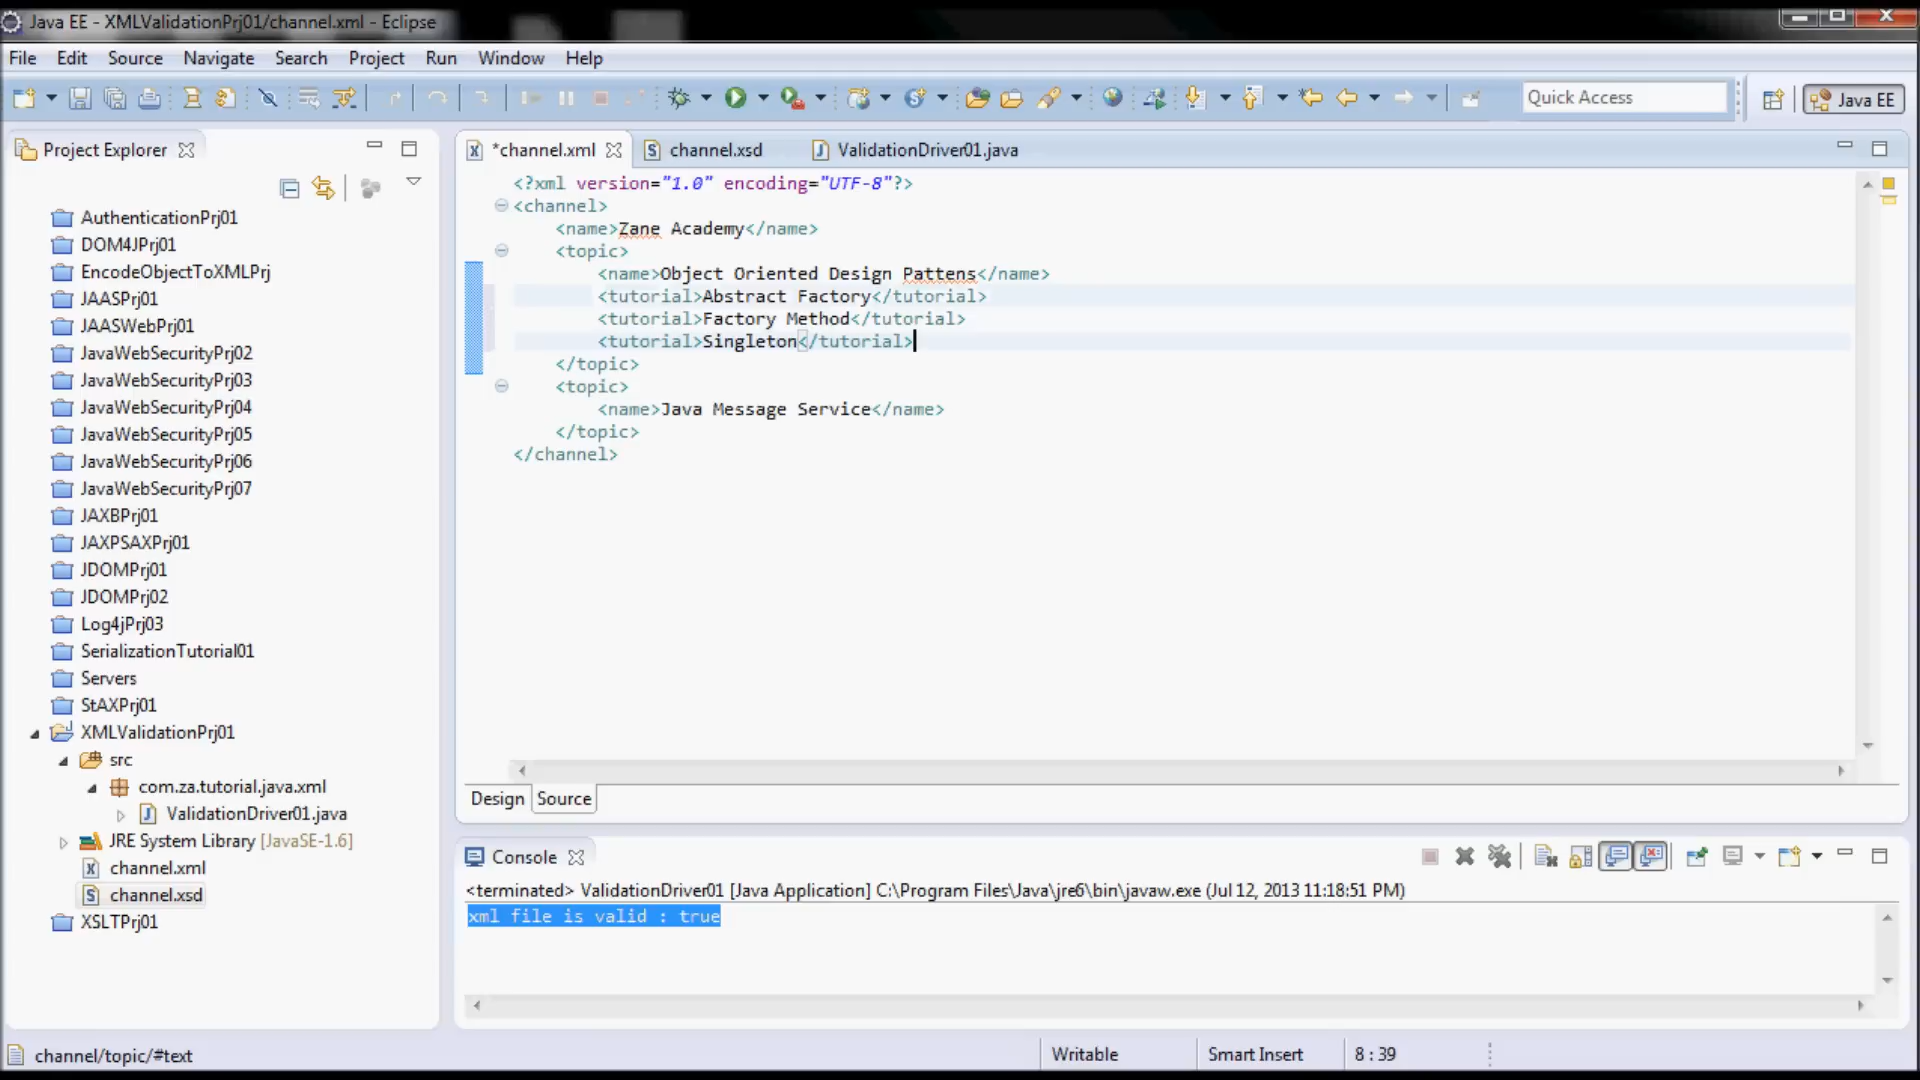 Java EE - XMLValidationPrj01/channel.xml - Eclipse
File Edit Source Navigate Search Project Run Window Help
Quick Access
Java EE
Project Explorer
AuthenticationPrj01
DOM4JPrj01
EncodeObjectToXMLPrj
JAASPrj01
JAASWebPrj01
JavaWebSecurityPrj02
JavaWebSecurityPrj03
JavaWebSecurityPrj04
JavaWebSecurityPrj05
JavaWebSecurityPrj06
JavaWebSecurityPrj07
JAXBPrj01
JAXPSAXPrj01
JDOMPrj01
JDOMPrj02
Log4jPrj03
SerializationTutorial01
Servers
StAXPrj01
XMLValidationPrj01
src
com.za.tutorial.java.xml
ValidationDriver01.java
JRE System Library [JavaSE-1.6]
channel.xml
channel.xsd
XSLTPrj01
*channel.xml channel.xsd ValidationDriver01.java
<?xml version="1.0" encoding="UTF-8"?>
<channel>
<name>Zane Academy</name>
<topic>
<name>Object Oriented Design Pattens</name>
<tutorial>Abstract Factory</tutorial>
<tutorial>Factory Method</tutorial>
<tutorial>Singleton</tutorial>
</topic>
<topic>
<name>Java Message Service</name>
</topic>
</channel>
Design Source
Console
<terminated> ValidationDriver01 [Java Application] C:\Program Files\Java\jre6\bin\javaw.exe (Jul 12, 2013 11:18:51 PM)
xml file is valid : true
channel/topic/#text
Writable Smart Insert 8 : 39